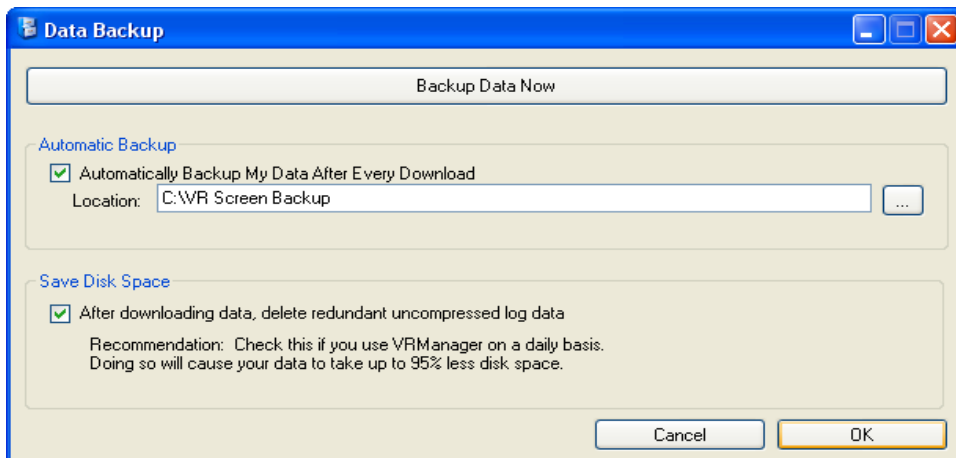 Data Backup
Backup Data Now
Automatic Backup
Automatically Backup My Data After Every Download
Location: C:\VR Screen Backup ...
Save Disk Space
After downloading data, delete redundant uncompressed log data
Recommendation: Check this if you use VRManager on a daily basis.
Doing so will cause your data to take up to 95% less disk space.
Cancel OK